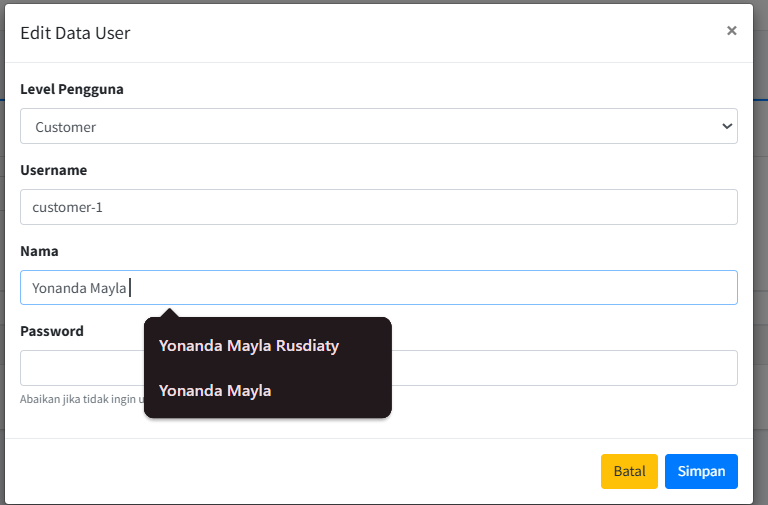 Edit Data User
×
Level Pengguna
Customer
Username
customer-1
Nama
Yonanda Mayla
Yonanda Mayla Rusdiaty
Yonanda Mayla
Password
Abaikan jika tidak ingin
Batal
Simpan